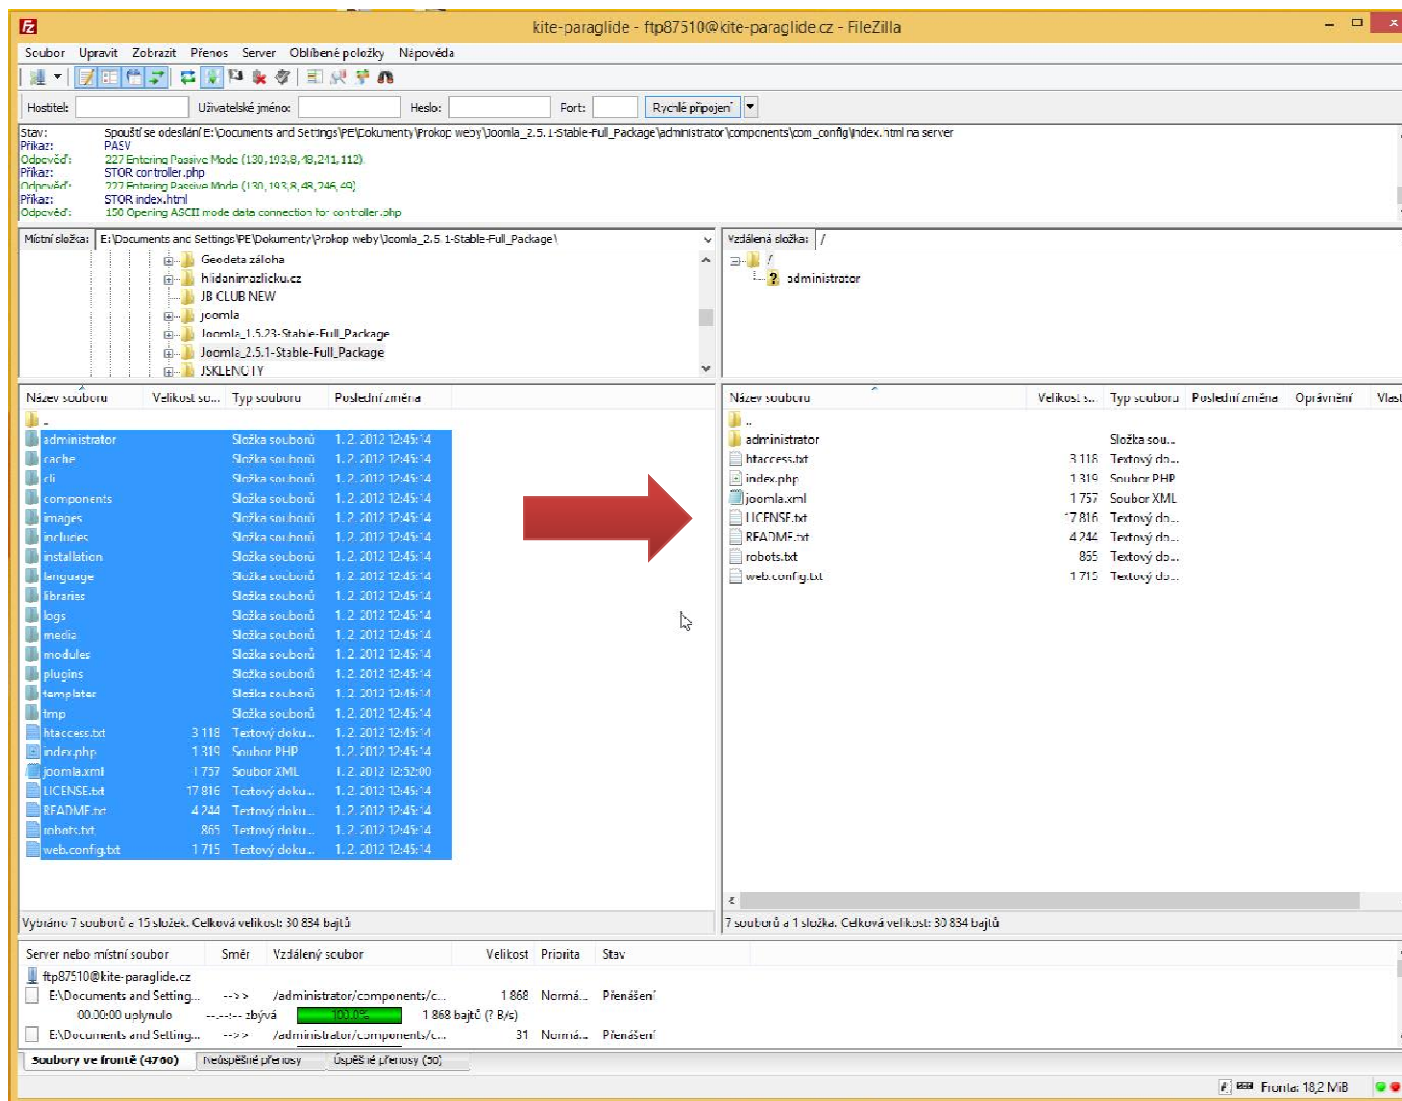 kite-paraglide - ftp87510@kite-paraglide.cz - FileZilla
Soubor Upravit Zobrazit Přenos Server Oblíbené položky Nápověda
Hostitel: Uživatelské jméno: Heslo: Port: Rychlé připojení
Stav: Spouští se odesílání E:\Documents and Settings\PE\Dokumenty\Prokop weby\Joomla_2.5.1-Stable-Full_Package\administrator\components\com_config\index.html na server
Příkaz: PASV
Odpověď: 227 Entering Passive Mode (130,193,8,48,241,112).
Příkaz: STOR controller.php
Odpověď: 227 Entering Passive Mode (130,193,8,48,246,49)
Příkaz: STOR index.html
Odpověď: 150 Opening ASCII mode data connection for controller.php
Místní složka: E:\Documents and Settings\PE\Dokumenty\Prokop weby\Joomla_2.5.1-Stable-Full_Package\ Vzdálená složka: /
Geodeta záloha /
hlidanimazlicku.cz administrator
JB CLUB NEW
joomla
Joomla_1.5.23-Stable-Full_Package
Joomla_2.5.1-Stable-Full_Package
JSKLENOTY
Název souboru Velikost so... Typ souboru Poslední změna Název souboru Velikost s... Typ souboru Poslední změna Oprávnění Vlast
.. ..
administrator Složka souborů 1. 2. 2012 12:45:14 administrator Složka sou...
cache Složka souborů 1. 2. 2012 12:45:14 htaccess.txt 3 118 Textový do...
cli Složka souborů 1. 2. 2012 12:45:14 index.php 1 319 Soubor PHP
components Složka souborů 1. 2. 2012 12:45:14 joomla.xml 1 757 Soubor XML
images Složka souborů 1. 2. 2012 12:45:14 LICENSE.txt 17 816 Textový do...
includes Složka souborů 1. 2. 2012 12:45:14 README.txt 4 244 Textový do...
installation Složka souborů 1. 2. 2012 12:45:14 robots.txt 865 Textový do...
language Složka souborů 1. 2. 2012 12:45:14 web.config.txt 1 715 Textový do...
libraries Složka souborů 1. 2. 2012 12:45:14
logs Složka souborů 1. 2. 2012 12:45:14
media Složka souborů 1. 2. 2012 12:45:14
modules Složka souborů 1. 2. 2012 12:45:14
plugins Složka souborů 1. 2. 2012 12:45:14
templates Složka souborů 1. 2. 2012 12:45:14
tmp Složka souborů 1. 2. 2012 12:45:14
htaccess.txt 3 118 Textový doku... 1. 2. 2012 12:45:14
index.php 1 319 Soubor PHP 1. 2. 2012 12:45:14
joomla.xml 1 757 Soubor XML 1. 2. 2012 12:52:00
LICENSE.txt 17 816 Textový doku... 1. 2. 2012 12:45:14
README.txt 4 244 Textový doku... 1. 2. 2012 12:45:14
robots.txt 865 Textový doku... 1. 2. 2012 12:45:14
web.config.txt 1 715 Textový doku... 1. 2. 2012 12:45:14
Vybráno 7 souborů a 15 složek. Celková velikost: 30 834 bajtů 7 souborů a 1 složka. Celková velikost: 30 834 bajtů
Server nebo místní soubor Směr Vzdálený soubor Velikost Priorita Stav
ftp87510@kite-paraglide.cz
E:\Documents and Setting... -->> /administrator/components/c... 1 868 Normá... Přenášení
00:00:00 uplynulo --:--:-- zbývá 100.0% 1 868 bajtů (? B/s)
E:\Documents and Setting... -->> /administrator/components/c... 31 Normá... Přenášení
Soubory ve frontě (4760) Neúspěšné přenosy Úspěšné přenosy (50)
Fronta: 18,2 MiB